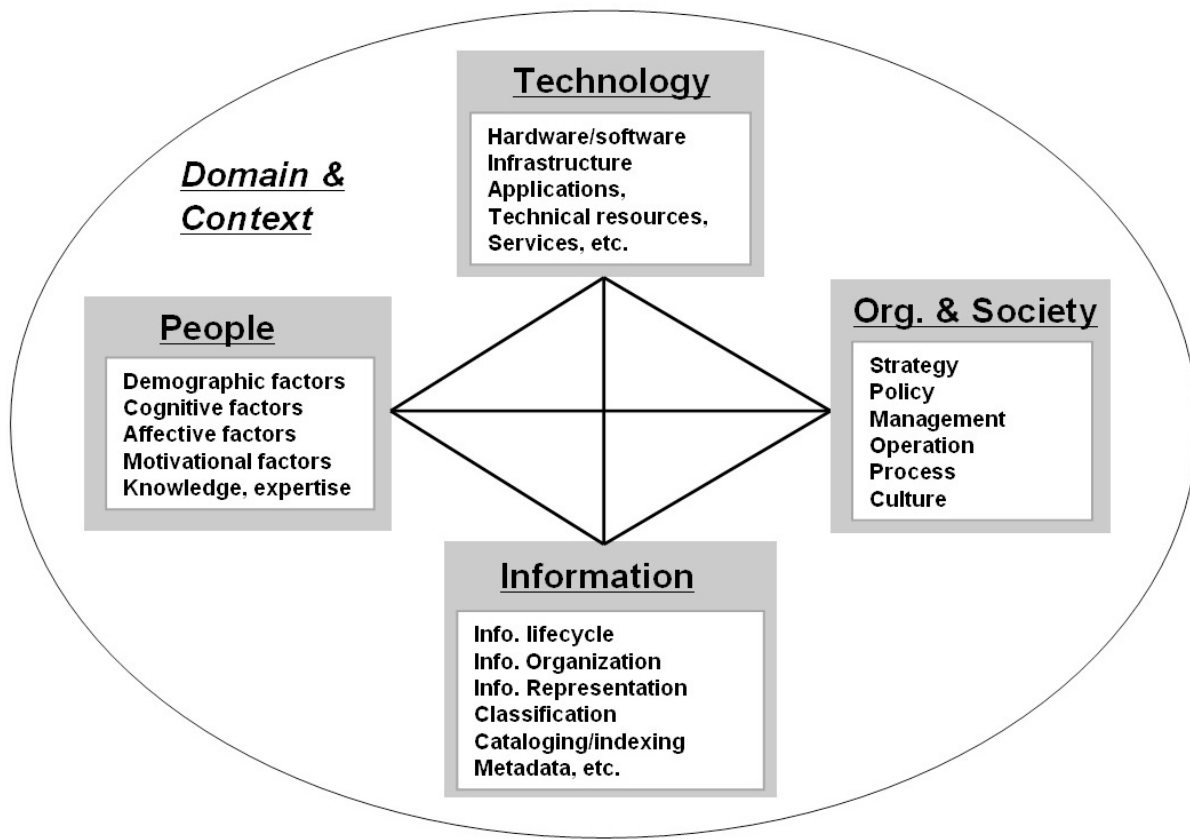 Technology
Hardware/software
Infrastructure
Applications,
Technical resources,
Services, etc.
Domain &
Context
People
Demographic factors
Cognitive factors
Affective factors
Motivational factors
Knowledge, expertise
Org. & Society
Strategy
Policy
Management
Operation
Process
Culture
Information
Info. lifecycle
Info. Organization
Info. Representation
Classification
Cataloging/indexing
Metadata, etc.